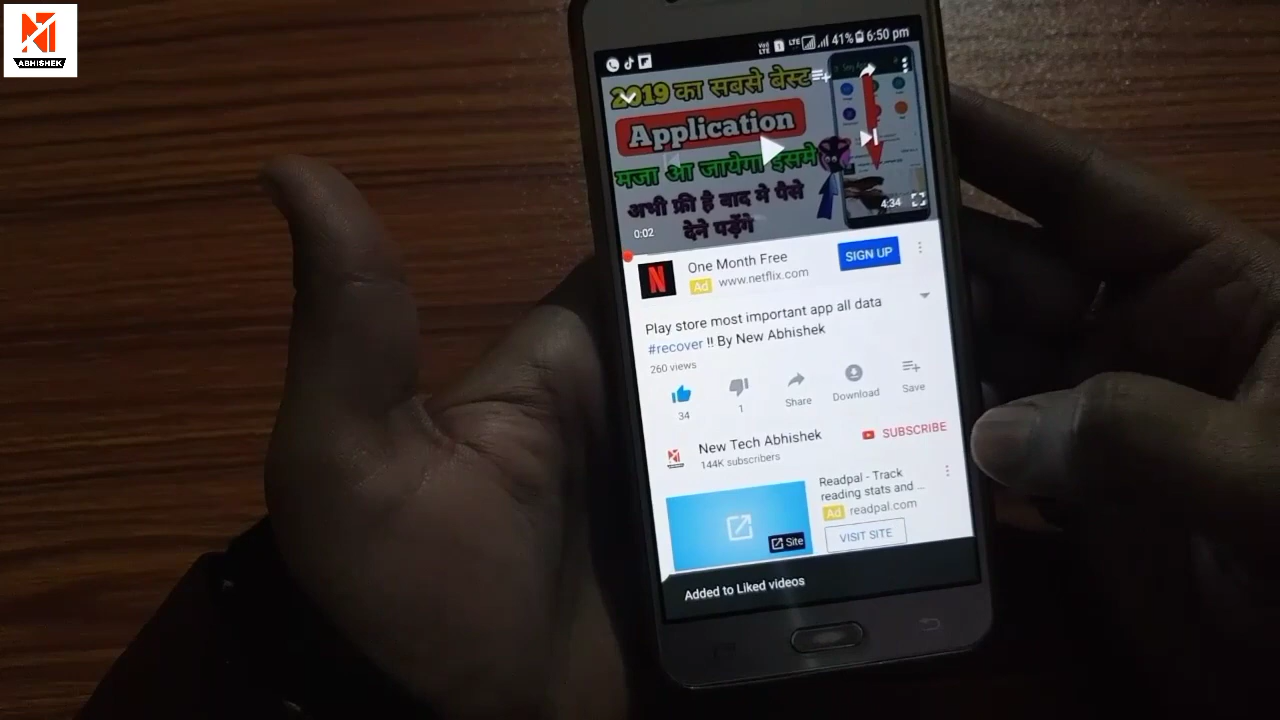 ABHISHEK
LTE 1 LTE 41% 6:50 pm
2019 का सबसे बेस्ट
Application
मजा आ जायेगा इसमे
अभी फ्री है बाद मे पैसे
देने पड़ेंगे
0:02
4:34
N
One Month Free
Ad www.netflix.com
SIGN UP
Play store most important app all data
#recover !! By New Abhishek
260 views
34
1
Share
Download
Save
New Tech Abhishek
144K subscribers
SUBSCRIBE
Readpal - Track
reading stats and ...
Ad readpal.com
VISIT SITE
Site
Added to Liked videos